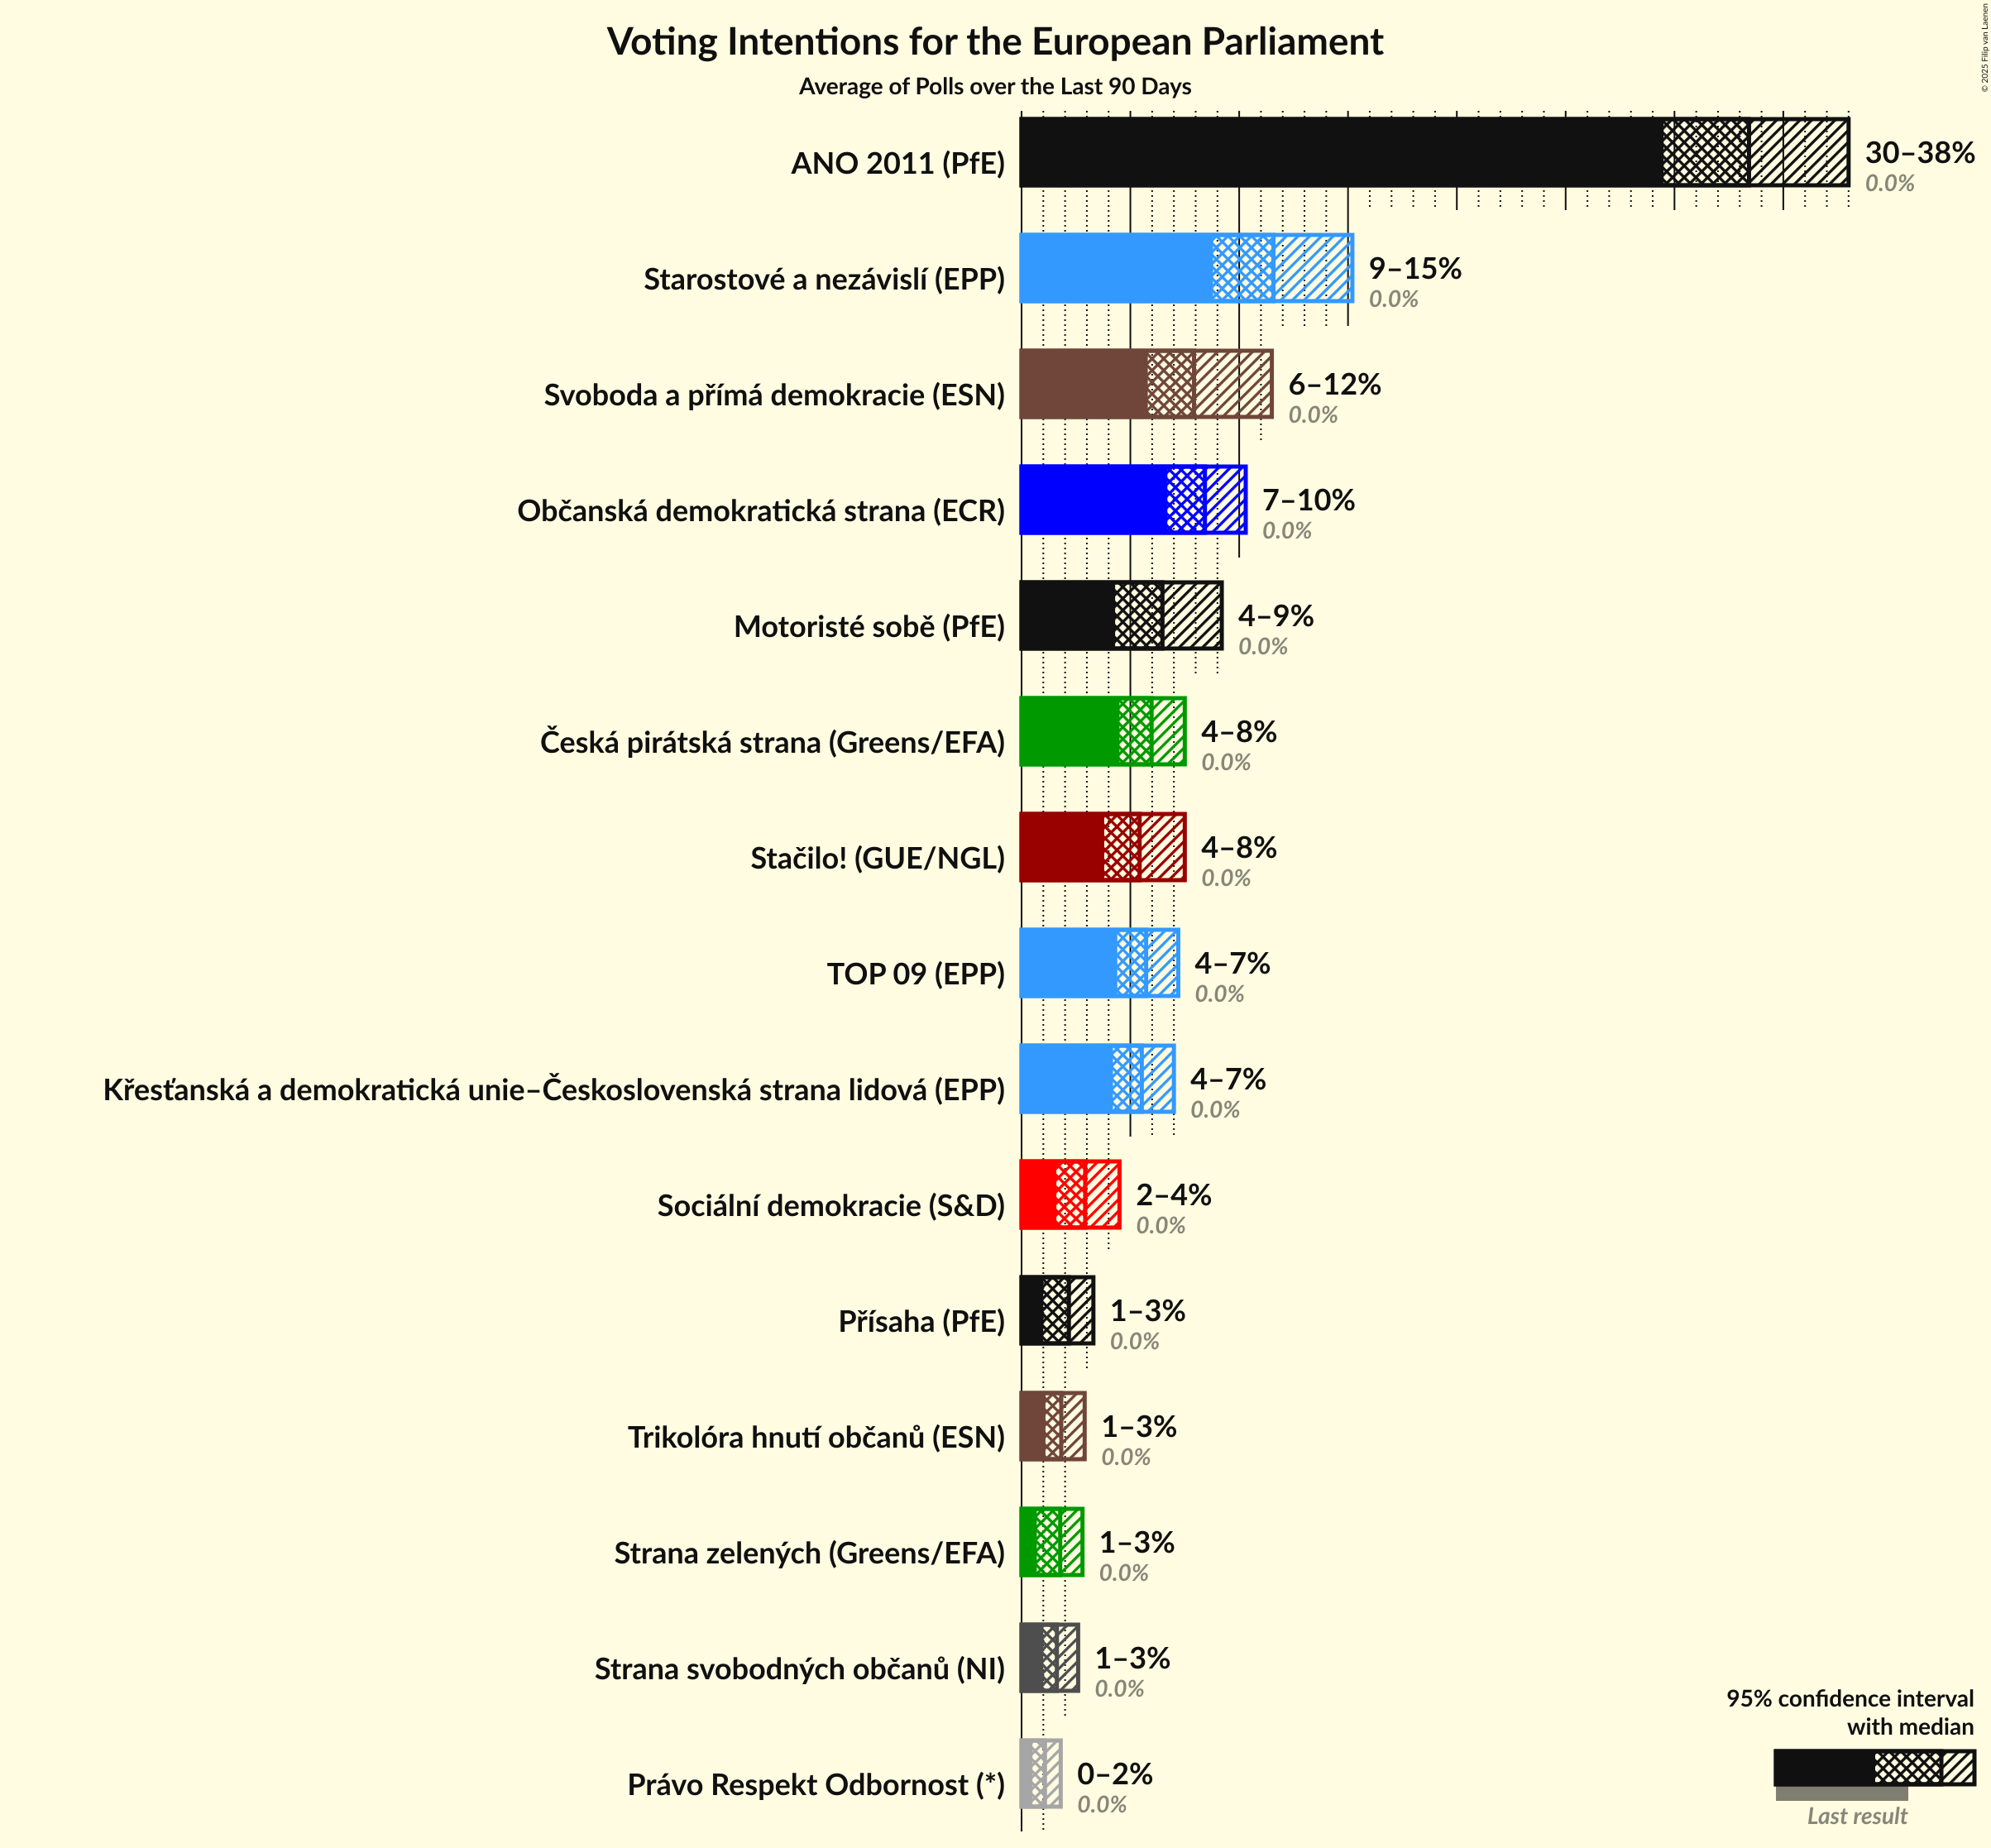 Voting Intentions for the European Parliament
Average of Polls over the Last 90 Days
© 2025 Filip van Laenen
ANO 2011 (PfE)
30–38%
0.0%
Starostové a nezávislí (EPP)
9–15%
0.0%
Svoboda a přímá demokracie (ESN)
6–12%
0.0%
Občanská demokratická strana (ECR)
7–10%
0.0%
Motoristé sobě (PfE)
4–9%
0.0%
Česká pirátská strana (Greens/EFA)
4–8%
0.0%
Stačilo! (GUE/NGL)
4–8%
0.0%
TOP 09 (EPP)
4–7%
0.0%
Křesťanská a demokratická unie–Československá strana lidová (EPP)
4–7%
0.0%
Sociální demokracie (S&D)
2–4%
0.0%
Přísaha (PfE)
1–3%
0.0%
Trikolóra hnutí občanů (ESN)
1–3%
0.0%
Strana zelených (Greens/EFA)
1–3%
0.0%
Strana svobodných občanů (NI)
1–3%
0.0%
Právo Respekt Odbornost (*)
0–2%
0.0%
95% confidence interval
with median
Last result